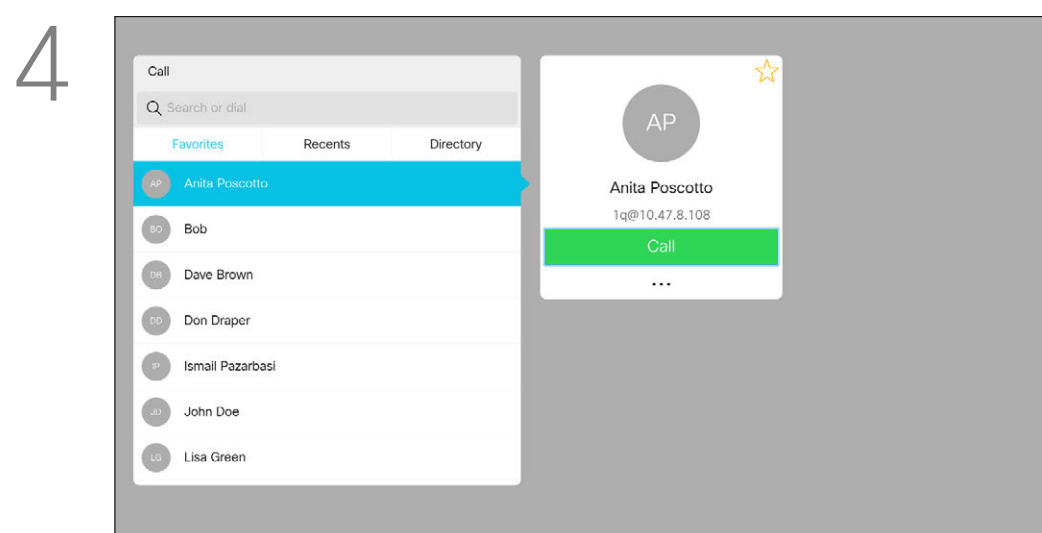 4
Call
Search or dial
Favorites Recents Directory
AP Anita Poscotto
BO Bob
DB Dave Brown
DD Don Draper
IP Ismail Pazarbasi
JD John Doe
LG Lisa Green
AP
Anita Poscotto
1q@10.47.8.108
Call
...